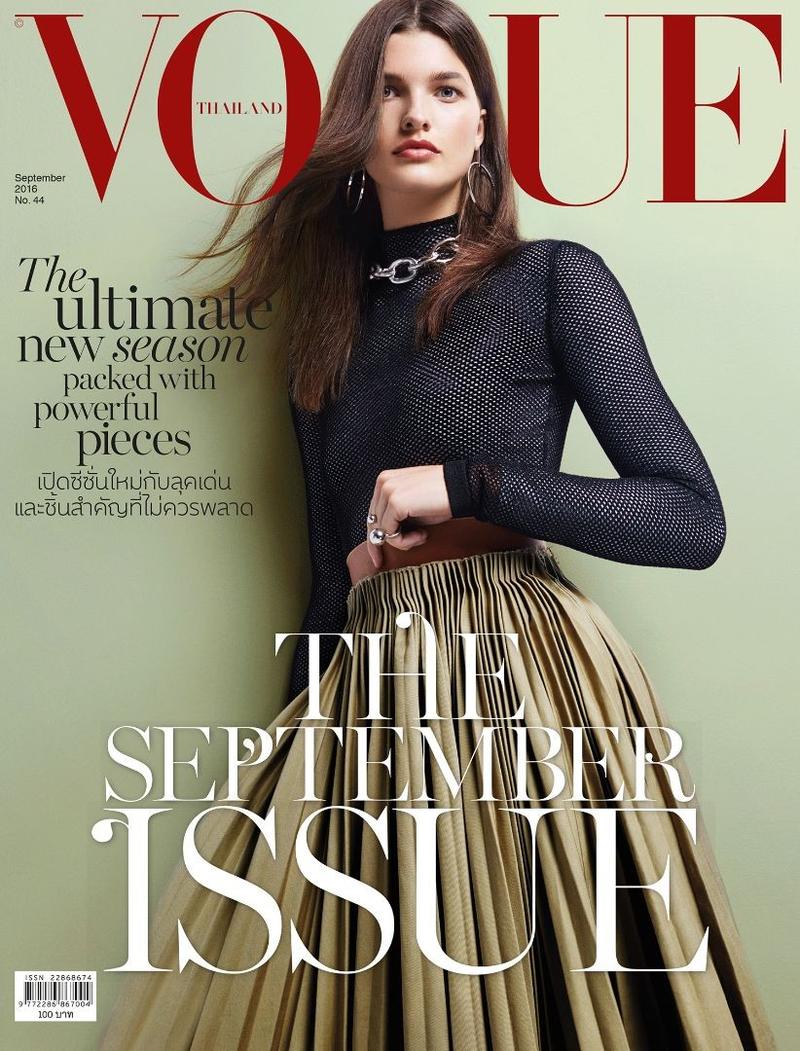 ©
VOGUE
THAILAND
September
2016
No. 44
The
ultimate
new season
packed with
powerful
pieces
เปิดซีซั่นใหม่กับลุคเด่น
และชิ้นสำคัญที่ไม่ควรพลาด
THE
SEPTEMBER
ISSUE
ISSN 22868674
9 772286 867004
100 บาท